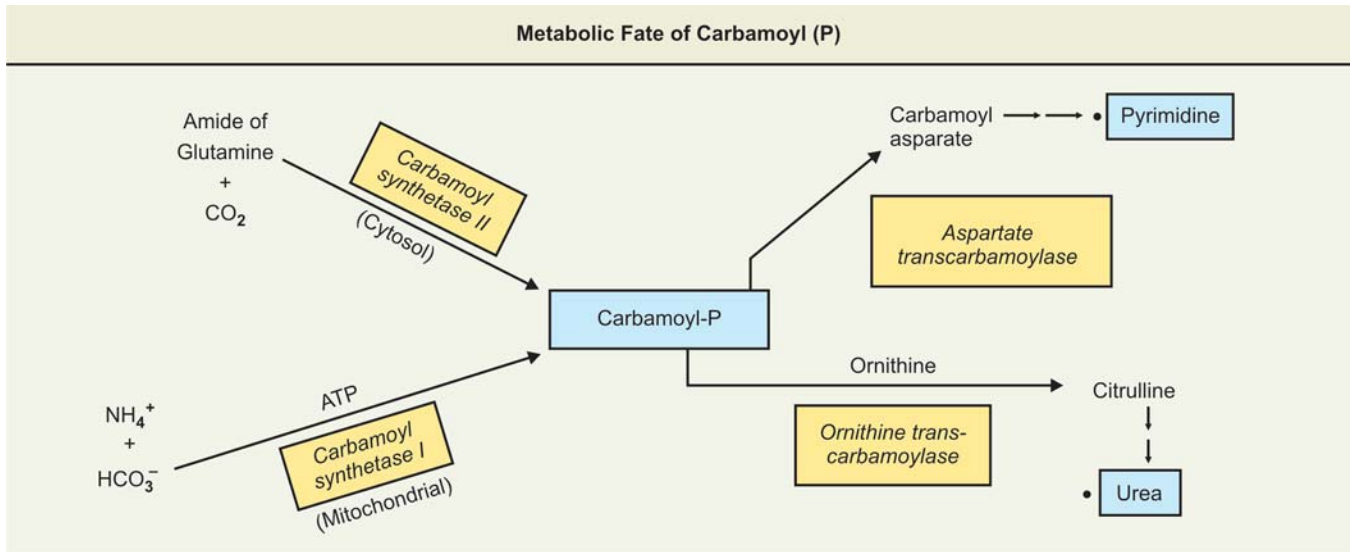 Metabolic Fate of Carbamoyl (P)
Amide of
Glutamine
+
CO₂
Carbamoyl
synthetase II
(Cytosol)
Carbamoyl
asparate
• Pyrimidine
Aspartate
transcarbamoylase
Carbamoyl-P
NH₄⁺
+
HCO₃⁻
ATP
Carbamoyl
synthetase I
(Mitochondrial)
Ornithine
Ornithine trans-
carbamoylase
Citrulline
• Urea